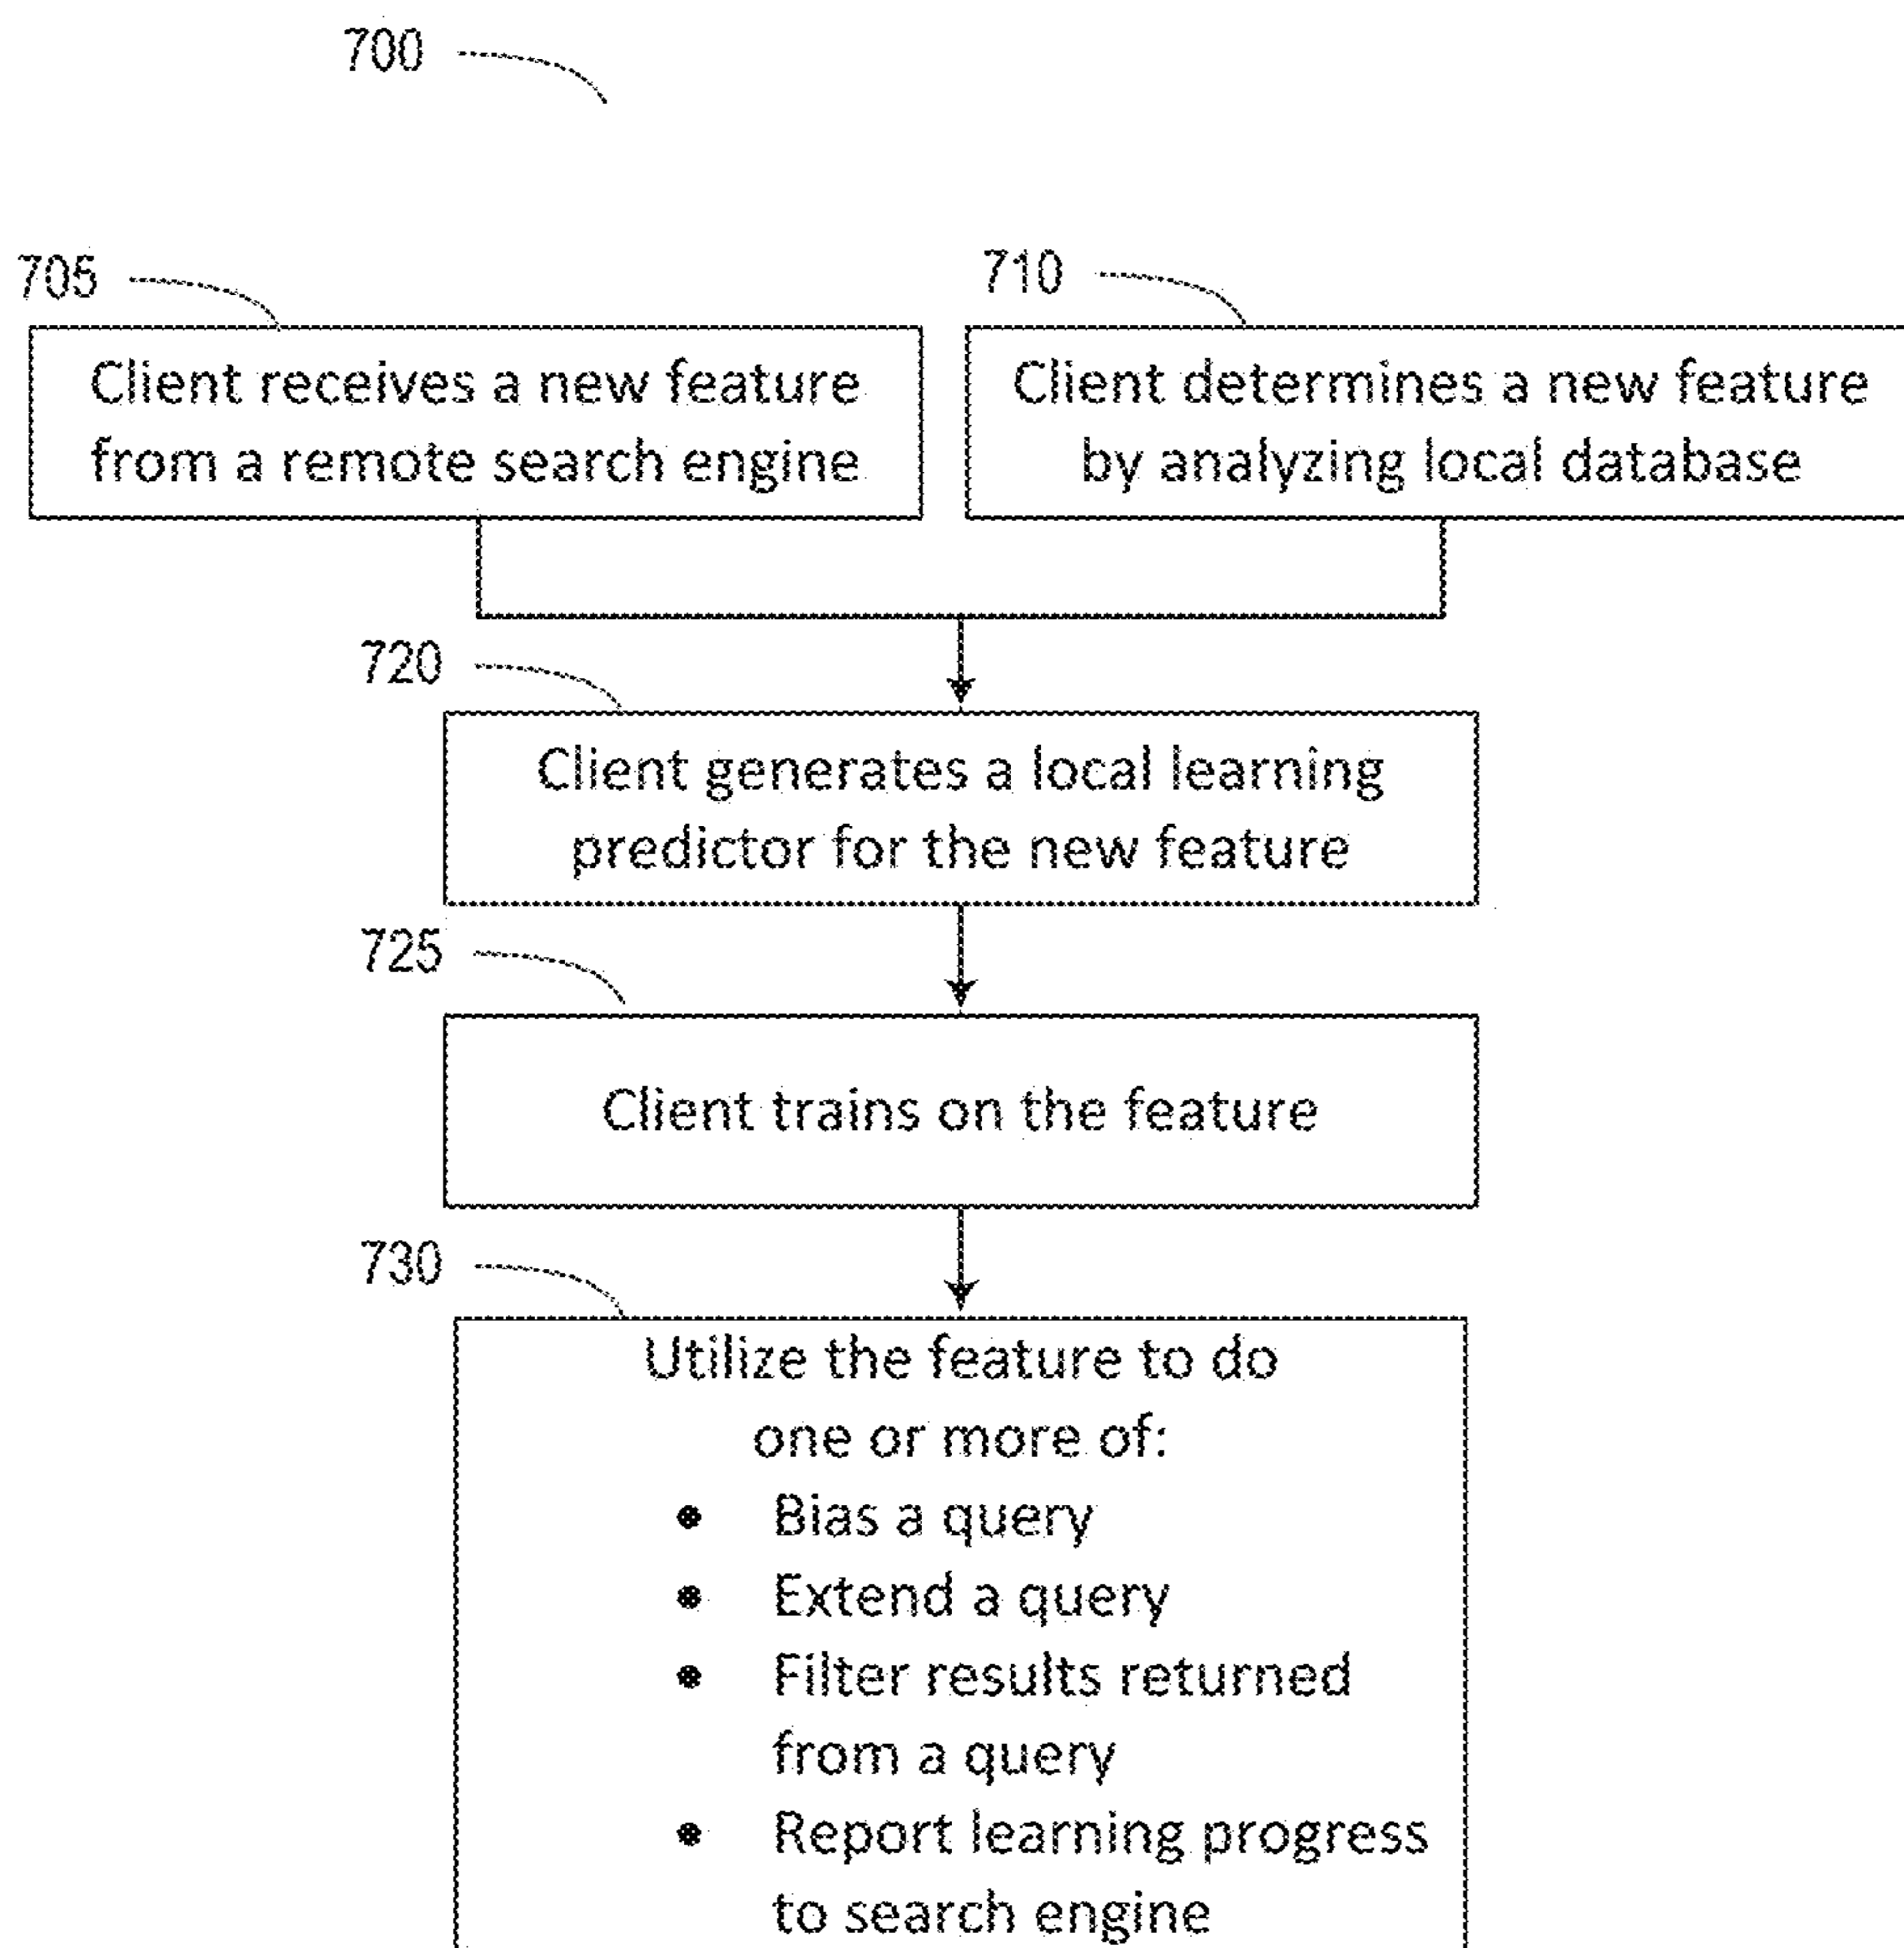 700
705
710
Client receives a new feature
from a remote search engine
Client determines a new feature
by analyzing local database
720
Client generates a local learning
predictor for the new feature
725
Client trains on the feature
730
Utilize the feature to do
one or more of:
• Bias a query
• Extend a query
• Filter results returned
from a query
• Report learning progress
to search engine